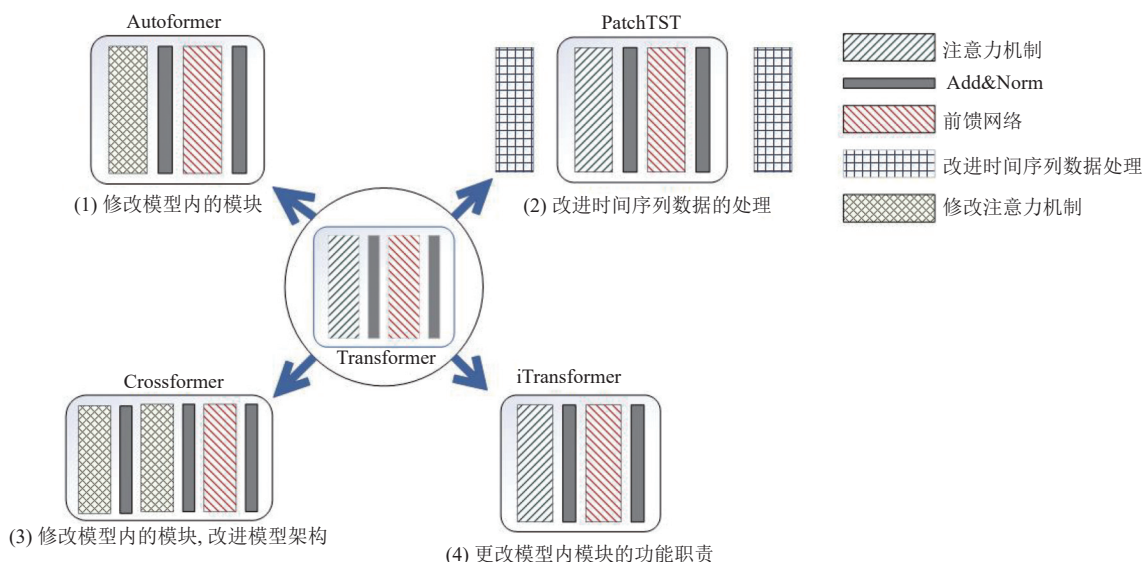 Autoformer
(1) 修改模型内的模块
PatchTST
(2) 改进时间序列数据的处理
注意力机制
Add&Norm
前馈网络
改进时间序列数据处理
修改注意力机制
Transformer
Crossformer
(3) 修改模型内的模块, 改进模型架构
iTransformer
(4) 更改模型内模块的功能职责